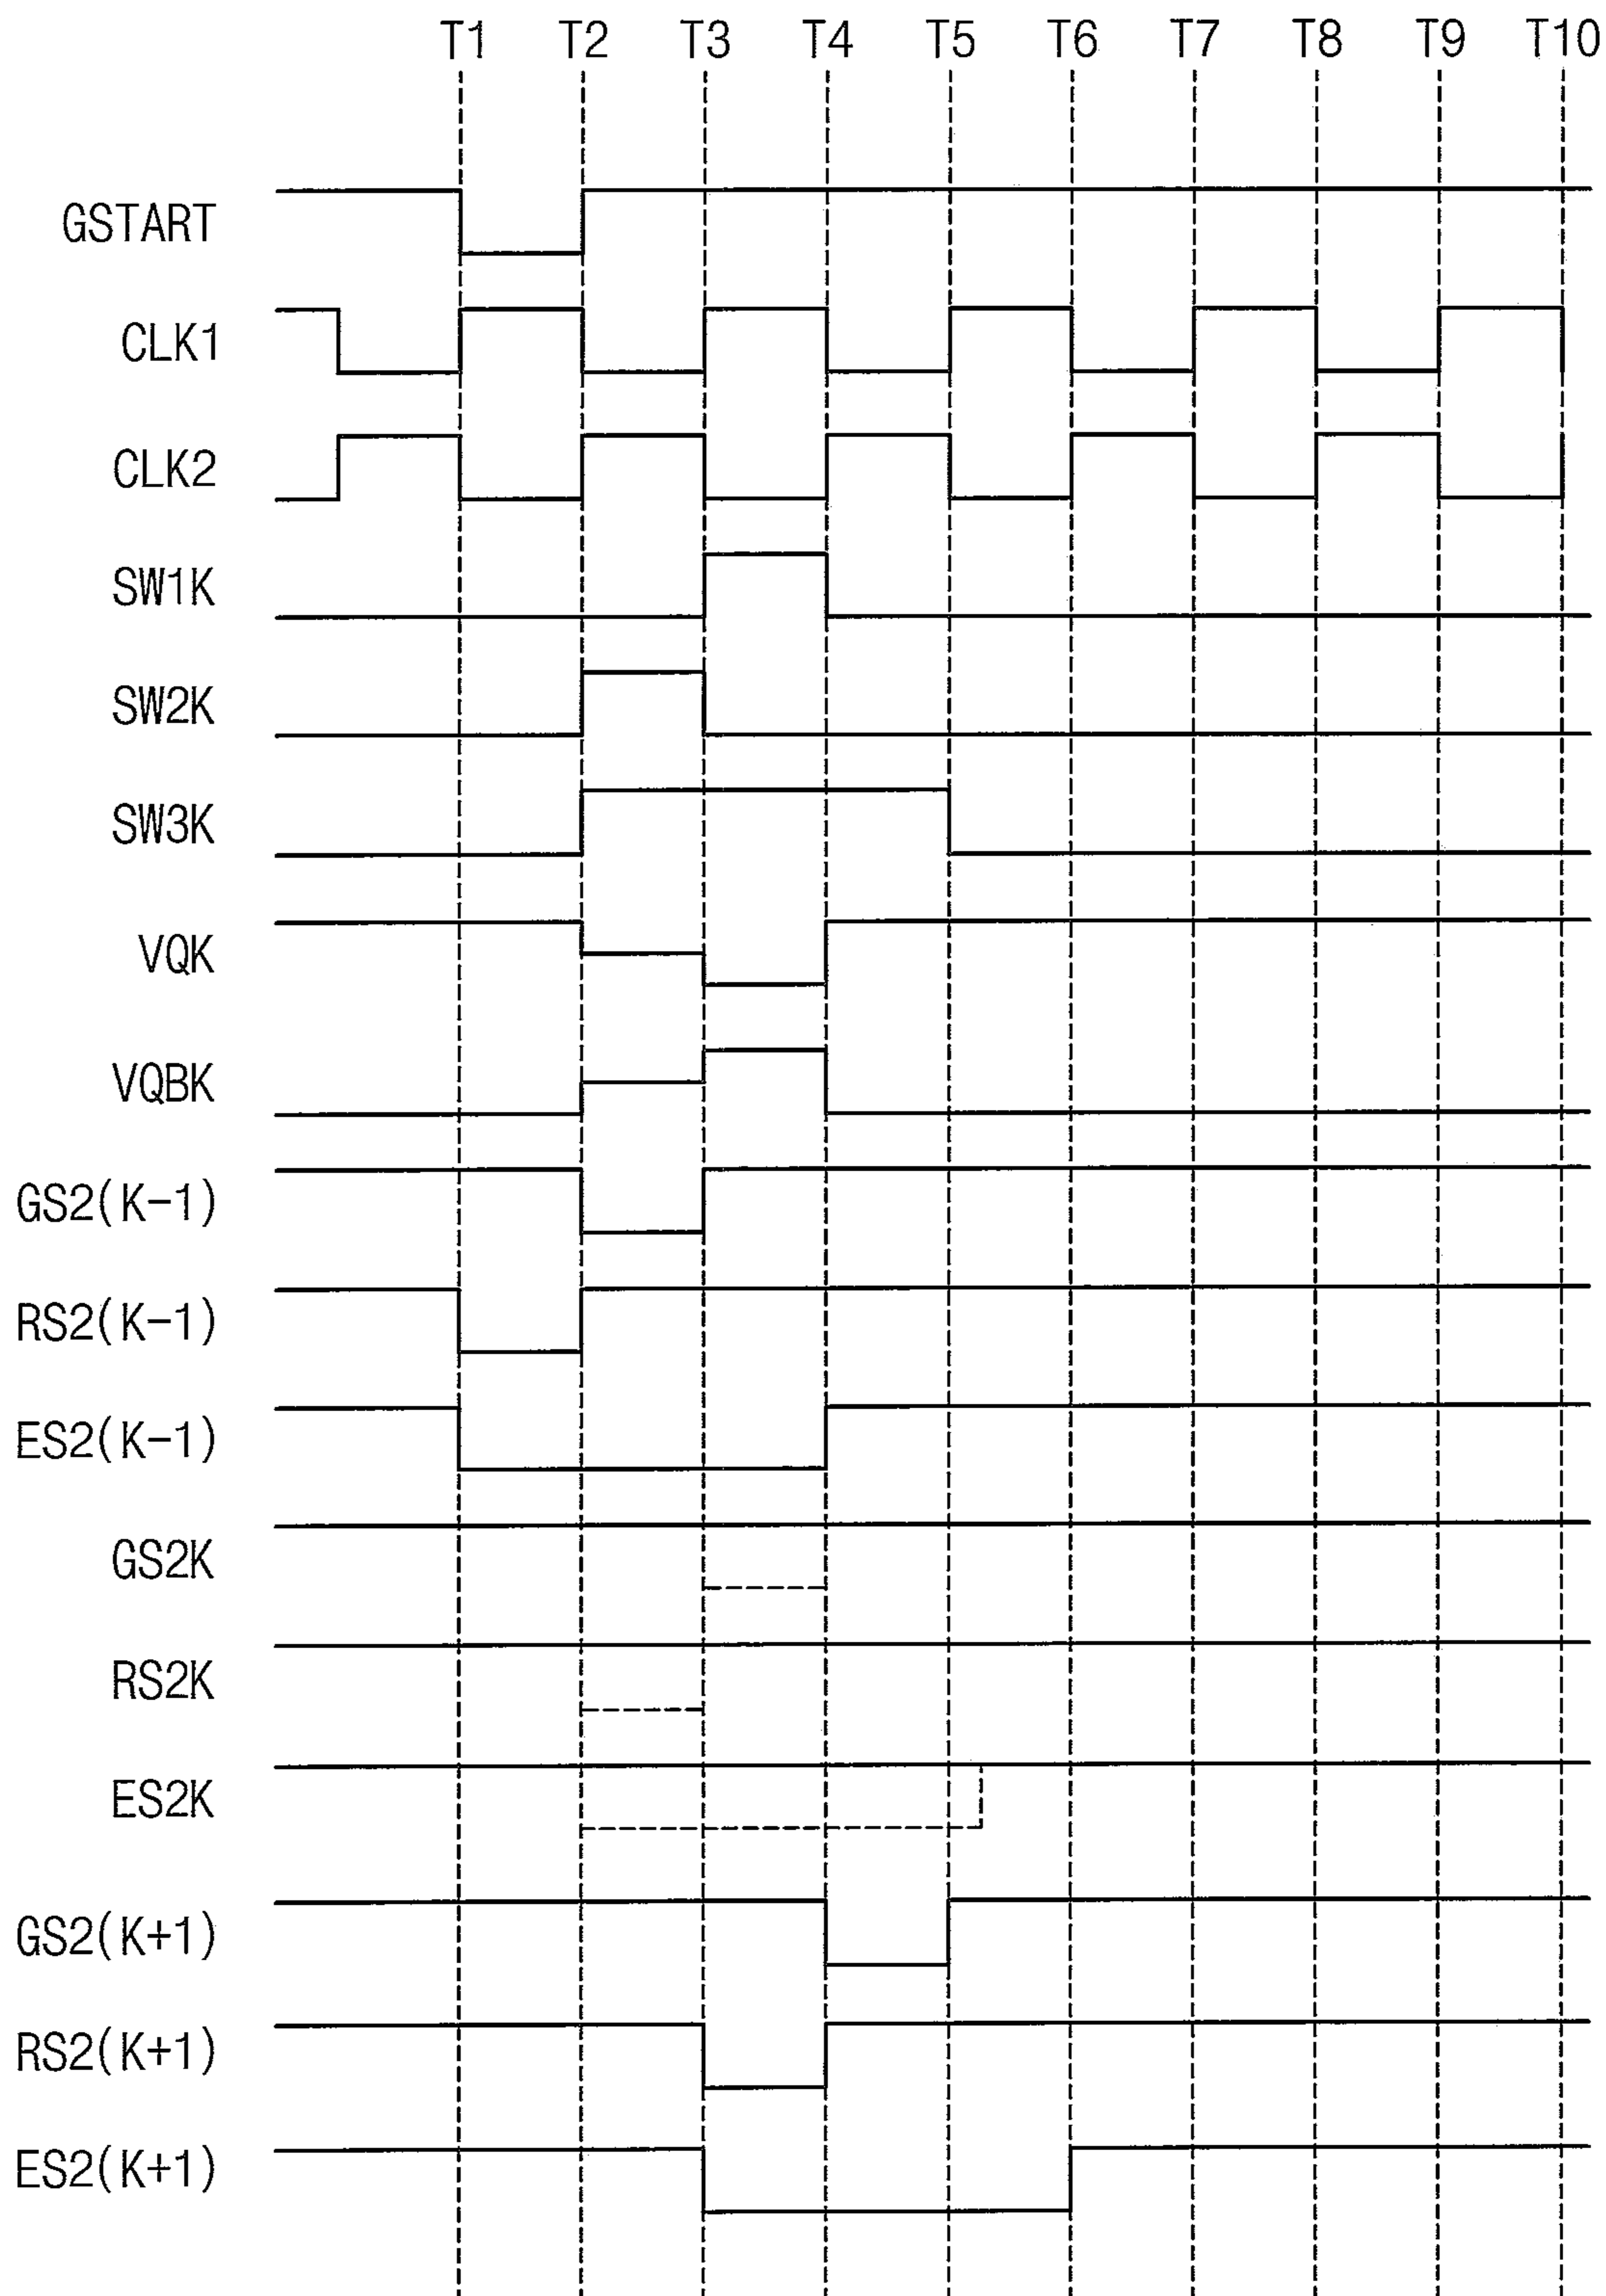 T1 T2 T3 T4 T5 T6 T7 T8 T9 T10
GSTART
CLK1
CLK2
SW1K
SW2K
SW3K
VQK
VQBK
GS2(K-1)
RS2(K-1)
ES2(K-1)
GS2K
RS2K
ES2K
GS2(K+1)
RS2(K+1)
ES2(K+1)